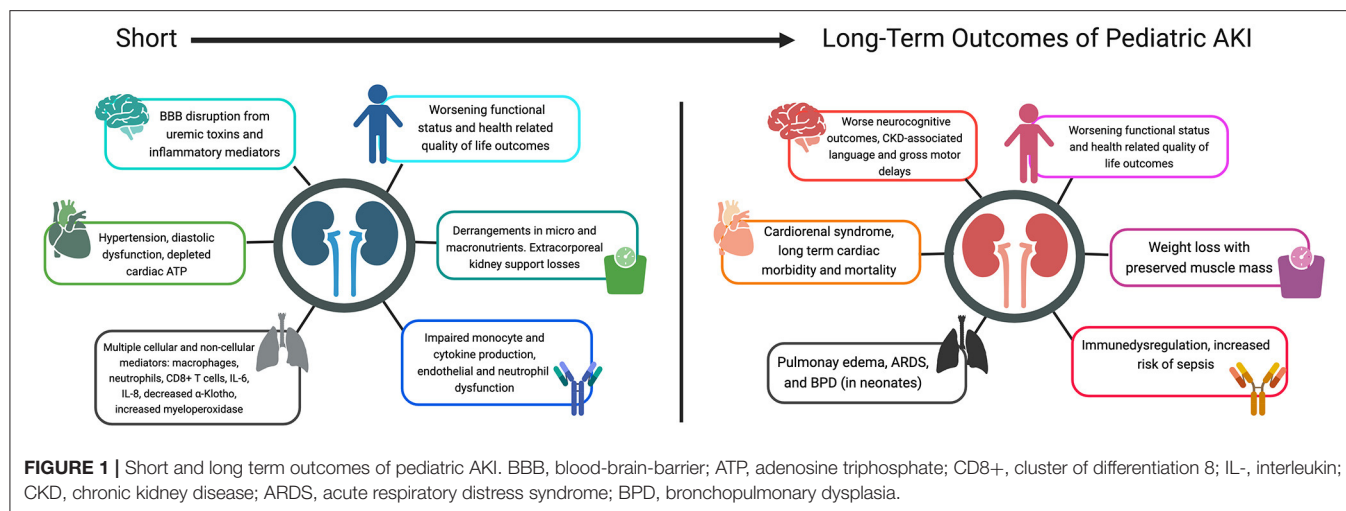 Short
Long-Term Outcomes of Pediatric AKI
BBB disruption from
uremic toxins and
inflammatory mediators
Worsening functional
status and health related
quality of life outcomes
Hypertension, diastolic
dysfunction, depleted
cardiac ATP
Derrangements in micro and
macronutrients. Extracorporeal
kidney support losses
Multiple cellular and non-cellular
mediators: macrophages,
neutrophils, CD8+ T cells, IL-6,
IL-8, decreased α-Klotho,
increased myeloperoxidase
Impaired monocyte and
cytokine production,
endothelial and neutrophil
dysfunction
Worse neurocognitive
outcomes, CKD-associated
language and gross motor
delays
Worsening functional status
and health related quality of
life outcomes
Cardiorenal syndrome,
long term cardiac
morbidity and mortality
Weight loss with
preserved muscle mass
Pulmonay edema, ARDS,
and BPD (in neonates)
Immunedysregulation, increased
risk of sepsis
FIGURE 1 | Short and long term outcomes of pediatric AKI. BBB, blood-brain-barrier; ATP, adenosine triphosphate; CD8+, cluster of differentiation 8; IL-, interleukin;
CKD, chronic kidney disease; ARDS, acute respiratory distress syndrome; BPD, bronchopulmonary dysplasia.